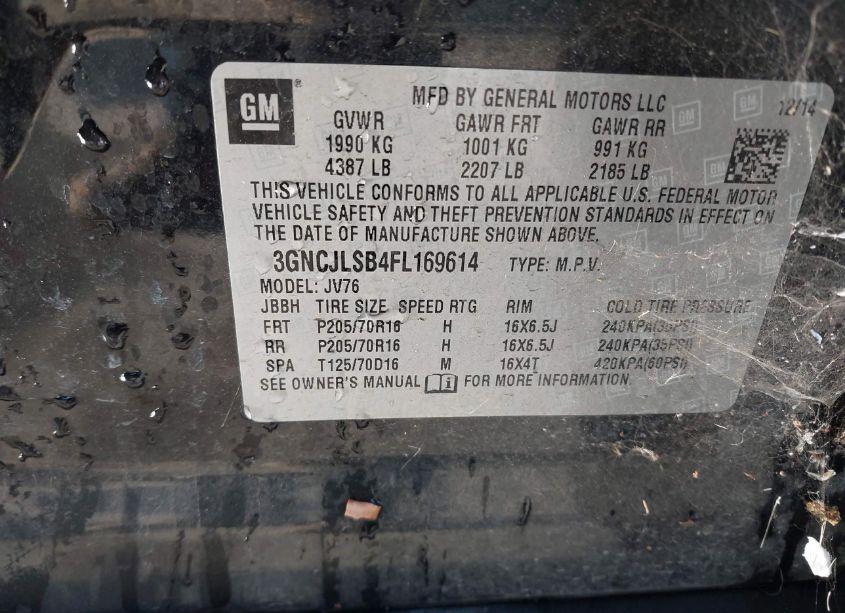 GM ®
MFD BY GENERAL MOTORS LLC 12/14
GVWR GAWR FRT GAWR RR
1990 KG 1001 KG 991 KG
4387 LB 2207 LB 2185 LB
THIS VEHICLE CONFORMS TO ALL APPLICABLE U.S. FEDERAL MOTOR
VEHICLE SAFETY AND THEFT PREVENTION STANDARDS IN EFFECT ON
THE DATE OF MANUFACTURE SHOWN ABOVE.
3GNCJLSB4FL169614 TYPE: M.P.V.
MODEL: JV76
JBBH TIRE SIZE SPEED RTG RIM COLD TIRE PRESSURE
FRT P205/70R16 H 16X6.5J 240KPA(35PSI)
RR P205/70R16 H 16X6.5J 240KPA(35PSI)
SPA T125/70D16 M 16X4T 420KPA(60PSI)
SEE OWNER'S MANUAL i FOR MORE INFORMATION.